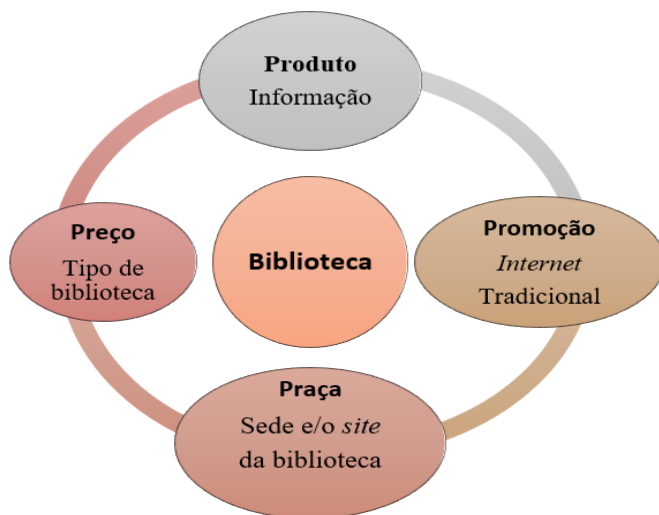 Produto
Informação
Preço
Tipo de
biblioteca
Biblioteca
Promoção
Internet
Tradicional
Praça
Sede e/o site
da biblioteca